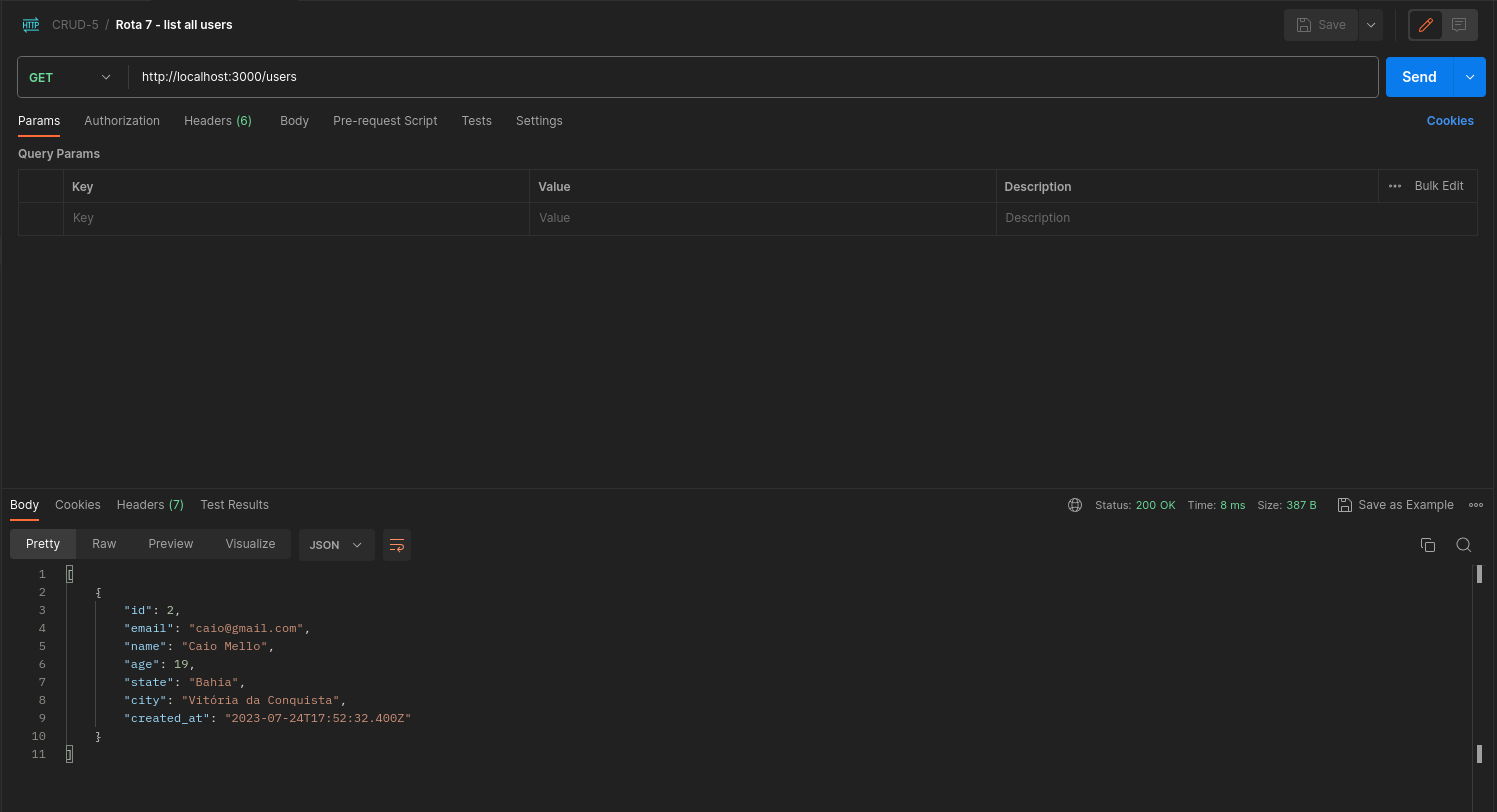 HTTP CRUD-5 / Rota 7 - list all users Save
GET http://localhost:3000/users Send
Params Authorization Headers (6) Body Pre-request Script Tests Settings Cookies
Query Params
Key Value Description ••• Bulk Edit
Key Value Description
Body Cookies Headers (7) Test Results Status: 200 OK Time: 8 ms Size: 387 B Save as Example
Pretty Raw Preview Visualize JSON
1 [
2 {
3 "id": 2,
4 "email": "caio@gmail.com",
5 "name": "Caio Mello",
6 "age": 19,
7 "state": "Bahia",
8 "city": "Vitória da Conquista",
9 "created_at": "2023-07-24T17:52:32.400Z"
10 }
11 ]